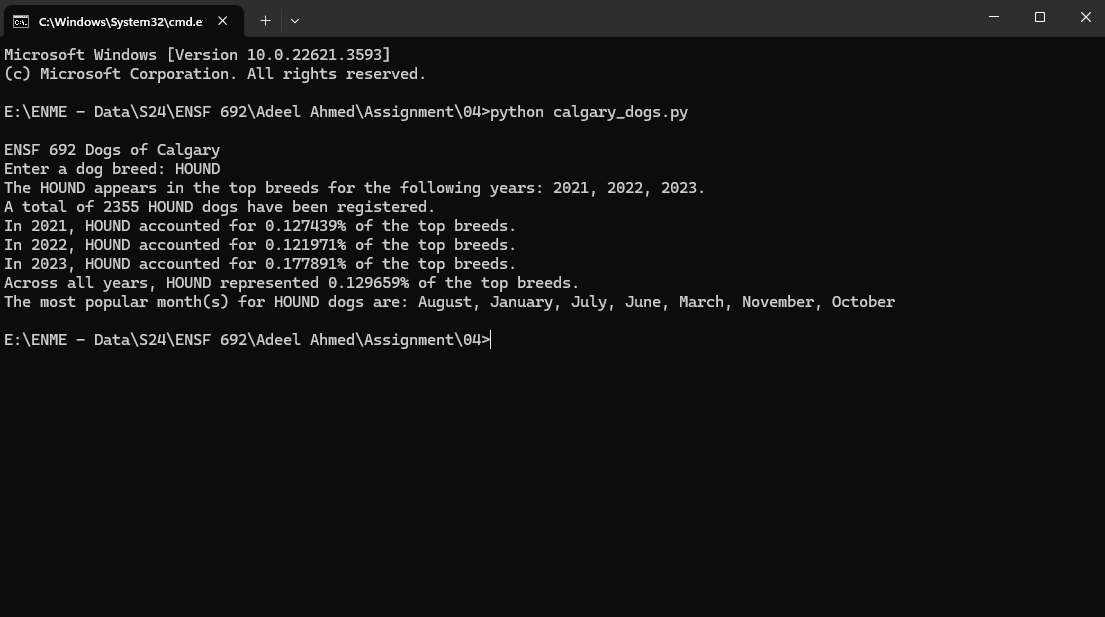 C:\Windows\System32\cmd.e
Microsoft Windows [Version 10.0.22621.3593]
(c) Microsoft Corporation. All rights reserved.
E:\ENME - Data\S24\ENSF 692\Adeel Ahmed\Assignment\04>python calgary_dogs.py
ENSF 692 Dogs of Calgary
Enter a dog breed: HOUND
The HOUND appears in the top breeds for the following years: 2021, 2022, 2023.
A total of 2355 HOUND dogs have been registered.
In 2021, HOUND accounted for 0.127439% of the top breeds.
In 2022, HOUND accounted for 0.121971% of the top breeds.
In 2023, HOUND accounted for 0.177891% of the top breeds.
Across all years, HOUND represented 0.129659% of the top breeds.
The most popular month(s) for HOUND dogs are: August, January, July, June, March, November, October
E:\ENME - Data\S24\ENSF 692\Adeel Ahmed\Assignment\04>